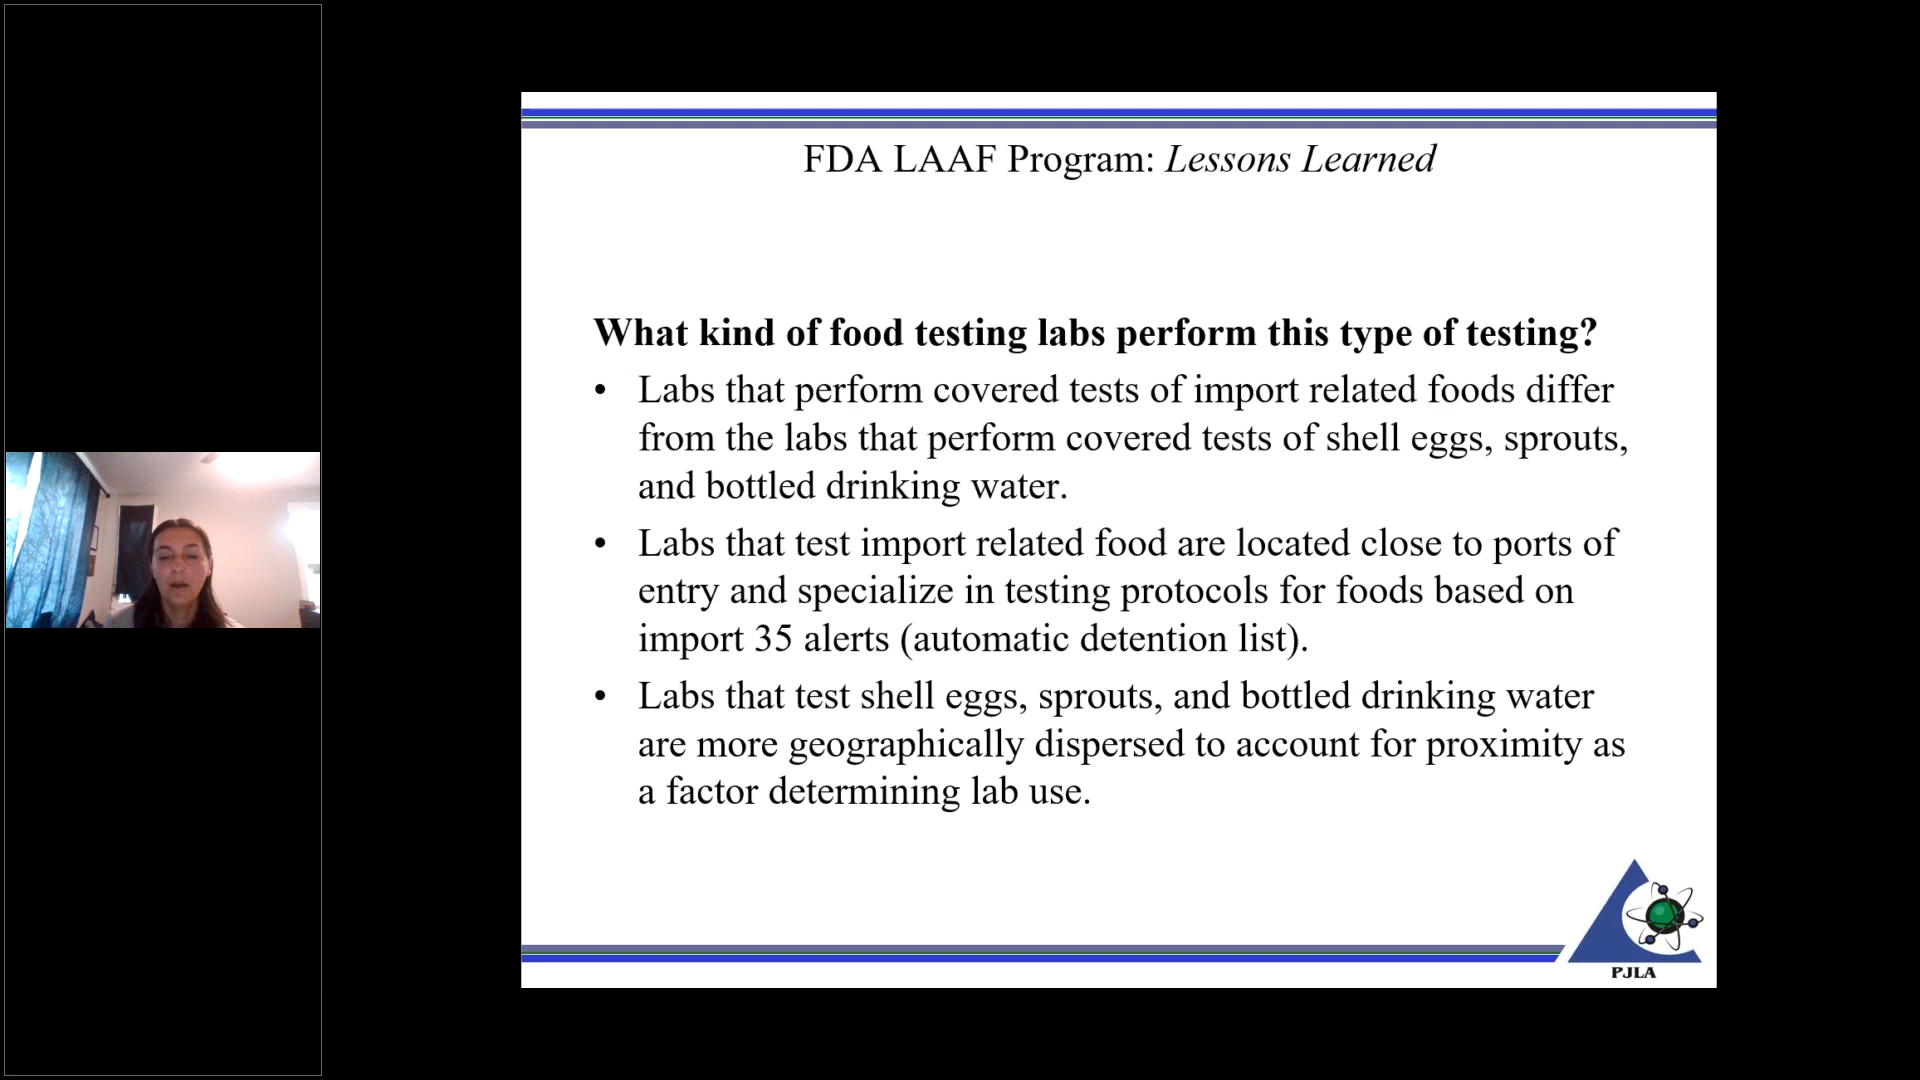 FDA LAAF Program: Lessons Learned
What kind of food testing labs perform this type of testing?
• Labs that perform covered tests of import related foods differ
from the labs that perform covered tests of shell eggs, sprouts,
and bottled drinking water.
• Labs that test import related food are located close to ports of
entry and specialize in testing protocols for foods based on
import 35 alerts (automatic detention list).
• Labs that test shell eggs, sprouts, and bottled drinking water
are more geographically dispersed to account for proximity as
a factor determining lab use.
PJLA